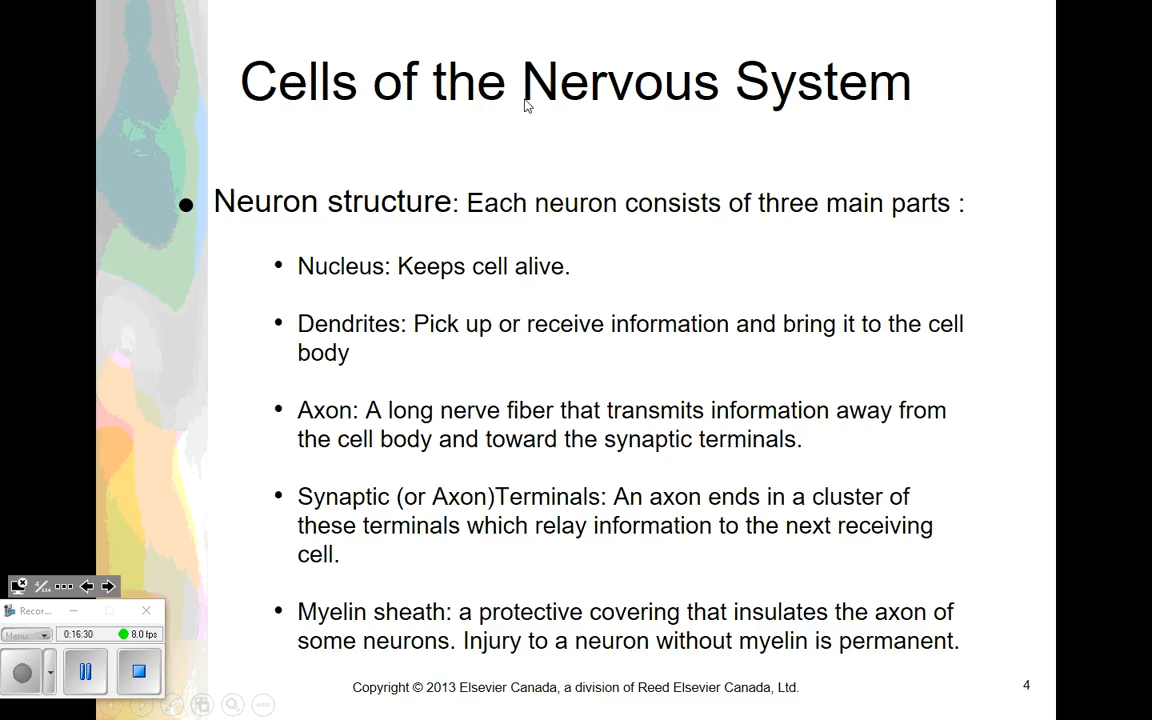 Cells of the Nervous System
• Neuron structure: Each neuron consists of three main parts :
• Nucleus: Keeps cell alive.
• Dendrites: Pick up or receive information and bring it to the cell
body
• Axon: A long nerve fiber that transmits information away from
the cell body and toward the synaptic terminals.
• Synaptic (or Axon)Terminals: An axon ends in a cluster of
these terminals which relay information to the next receiving
cell.
• Myelin sheath: a protective covering that insulates the axon of
some neurons. Injury to a neuron without myelin is permanent.
Copyright © 2013 Elsevier Canada, a division of Reed Elsevier Canada, Ltd.
4
4/114
Recor...
Menu
0:16:30
8.0 fps